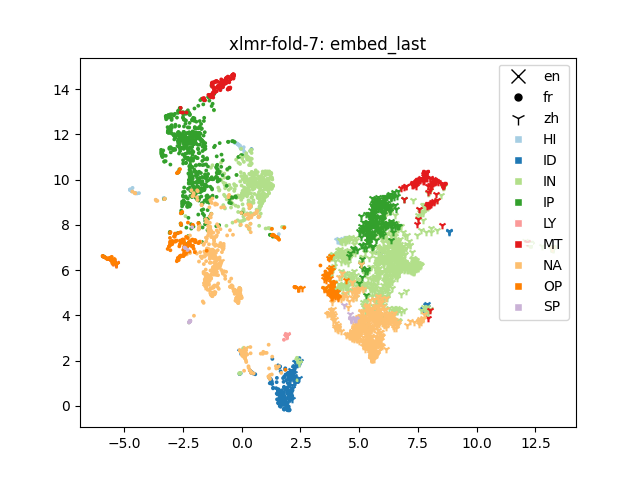 xlmr-fold-7: embed_last
14
12
10
8
6
4
2
0
−5.0 −2.5 0.0 2.5 5.0 7.5 10.0 12.5
en
fr
zh
HI
ID
IN
IP
LY
MT
NA
OP
SP